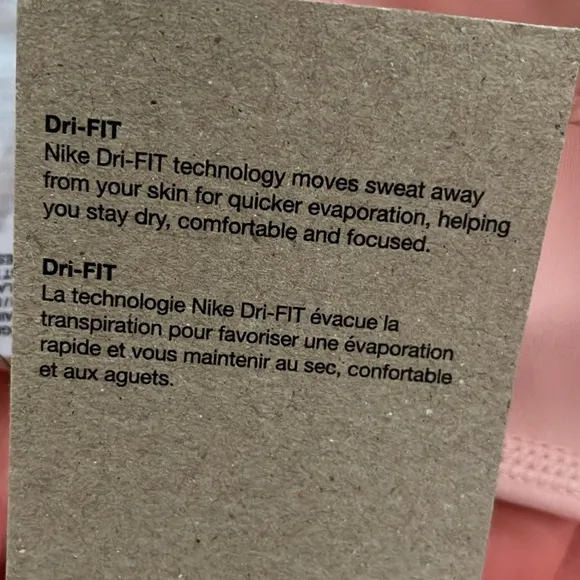 Dri-FIT
Nike Dri-FIT technology moves sweat away
from your skin for quicker evaporation, helping
you stay dry, comfortable and focused.
Dri-FIT
La technologie Nike Dri-FIT évacue la
transpiration pour favoriser une évaporation
rapide et vous maintenir au sec, confortable
et aux aguets.